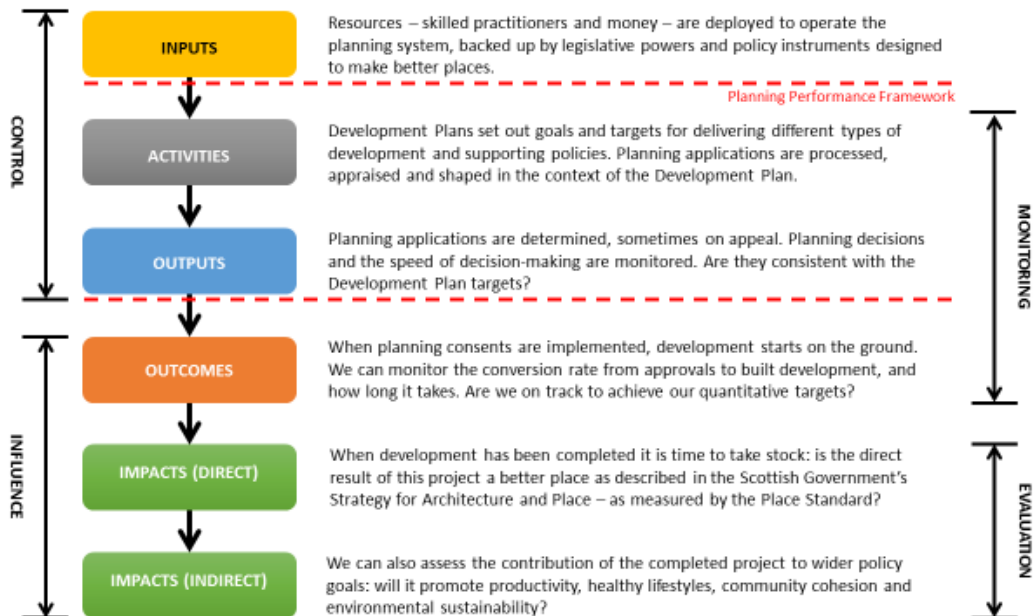 INPUTS
Resources – skilled practitioners and money – are deployed to operate the
planning system, backed up by legislative powers and policy instruments designed
to make better places.
Planning Performance Framework
CONTROL
ACTIVITIES
Development Plans set out goals and targets for delivering different types of
development and supporting policies. Planning applications are processed,
appraised and shaped in the context of the Development Plan.
MONITORING
OUTPUTS
Planning applications are determined, sometimes on appeal. Planning decisions
and the speed of decision-making are monitored. Are they consistent with the
Development Plan targets?
OUTCOMES
When planning consents are implemented, development starts on the ground.
We can monitor the conversion rate from approvals to built development, and
how long it takes. Are we on track to achieve our quantitative targets?
INFLUENCE
IMPACTS (DIRECT)
When development has been completed it is time to take stock: is the direct
result of this project a better place as described in the Scottish Government's
Strategy for Architecture and Place – as measured by the Place Standard?
EVALUATION
IMPACTS (INDIRECT)
We can also assess the contribution of the completed project to wider policy
goals: will it promote productivity, healthy lifestyles, community cohesion and
environmental sustainability?